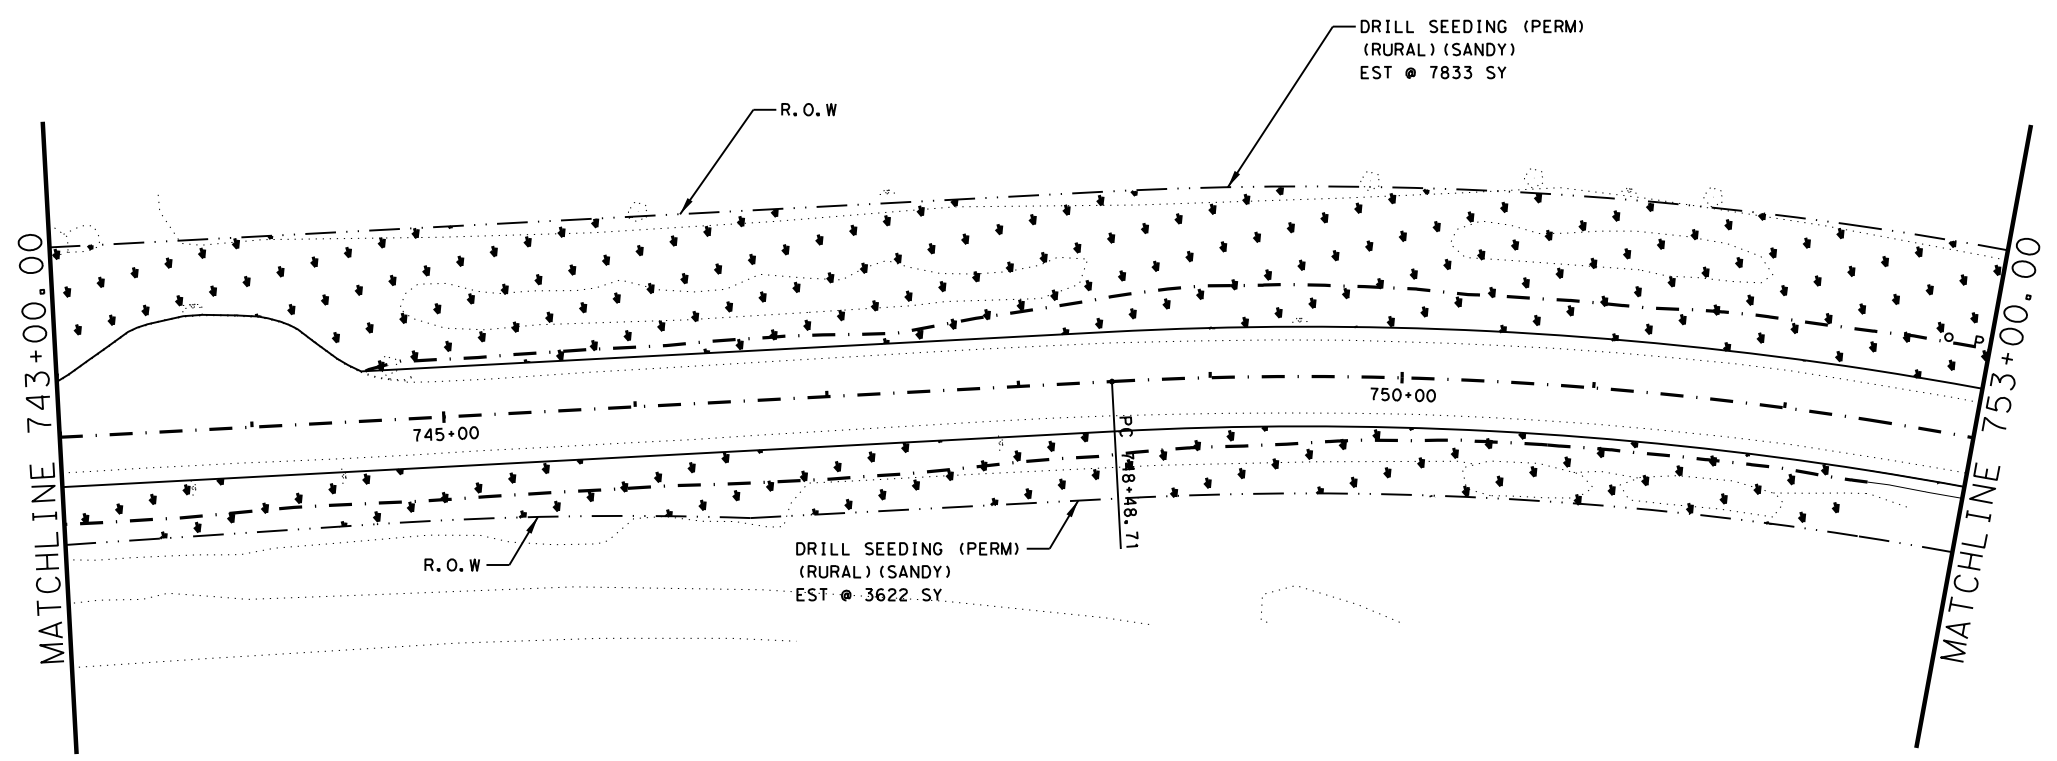 DRILL SEEDING (PERM)
(RURAL)(SANDY)
EST @ 7833 SY
R.O.W
MATCHLINE 743+00.00
MATCHLINE 753+00.00
OP
745+00
750+00
PC 748+48.71
R.O.W
DRILL SEEDING (PERM)
(RURAL)(SANDY)
EST @ 3622 SY